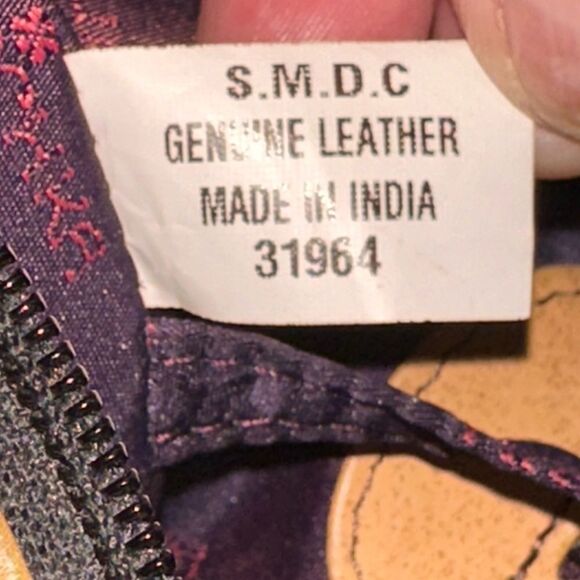 S.M.D.C
GENUINE LEATHER
MADE IN INDIA
31964